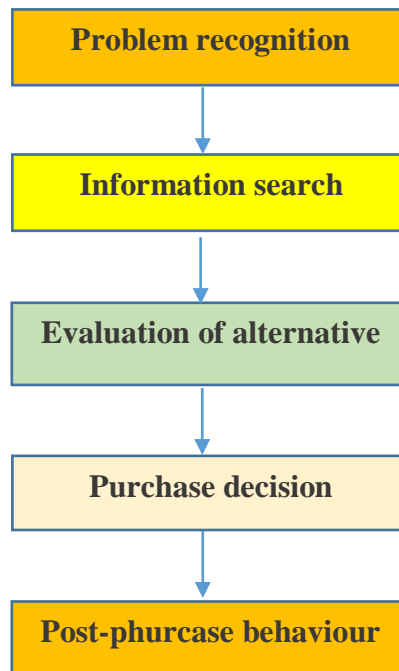 Problem recognition
Information search
Evaluation of alternative
Purchase decision
Post-phurcase behaviour